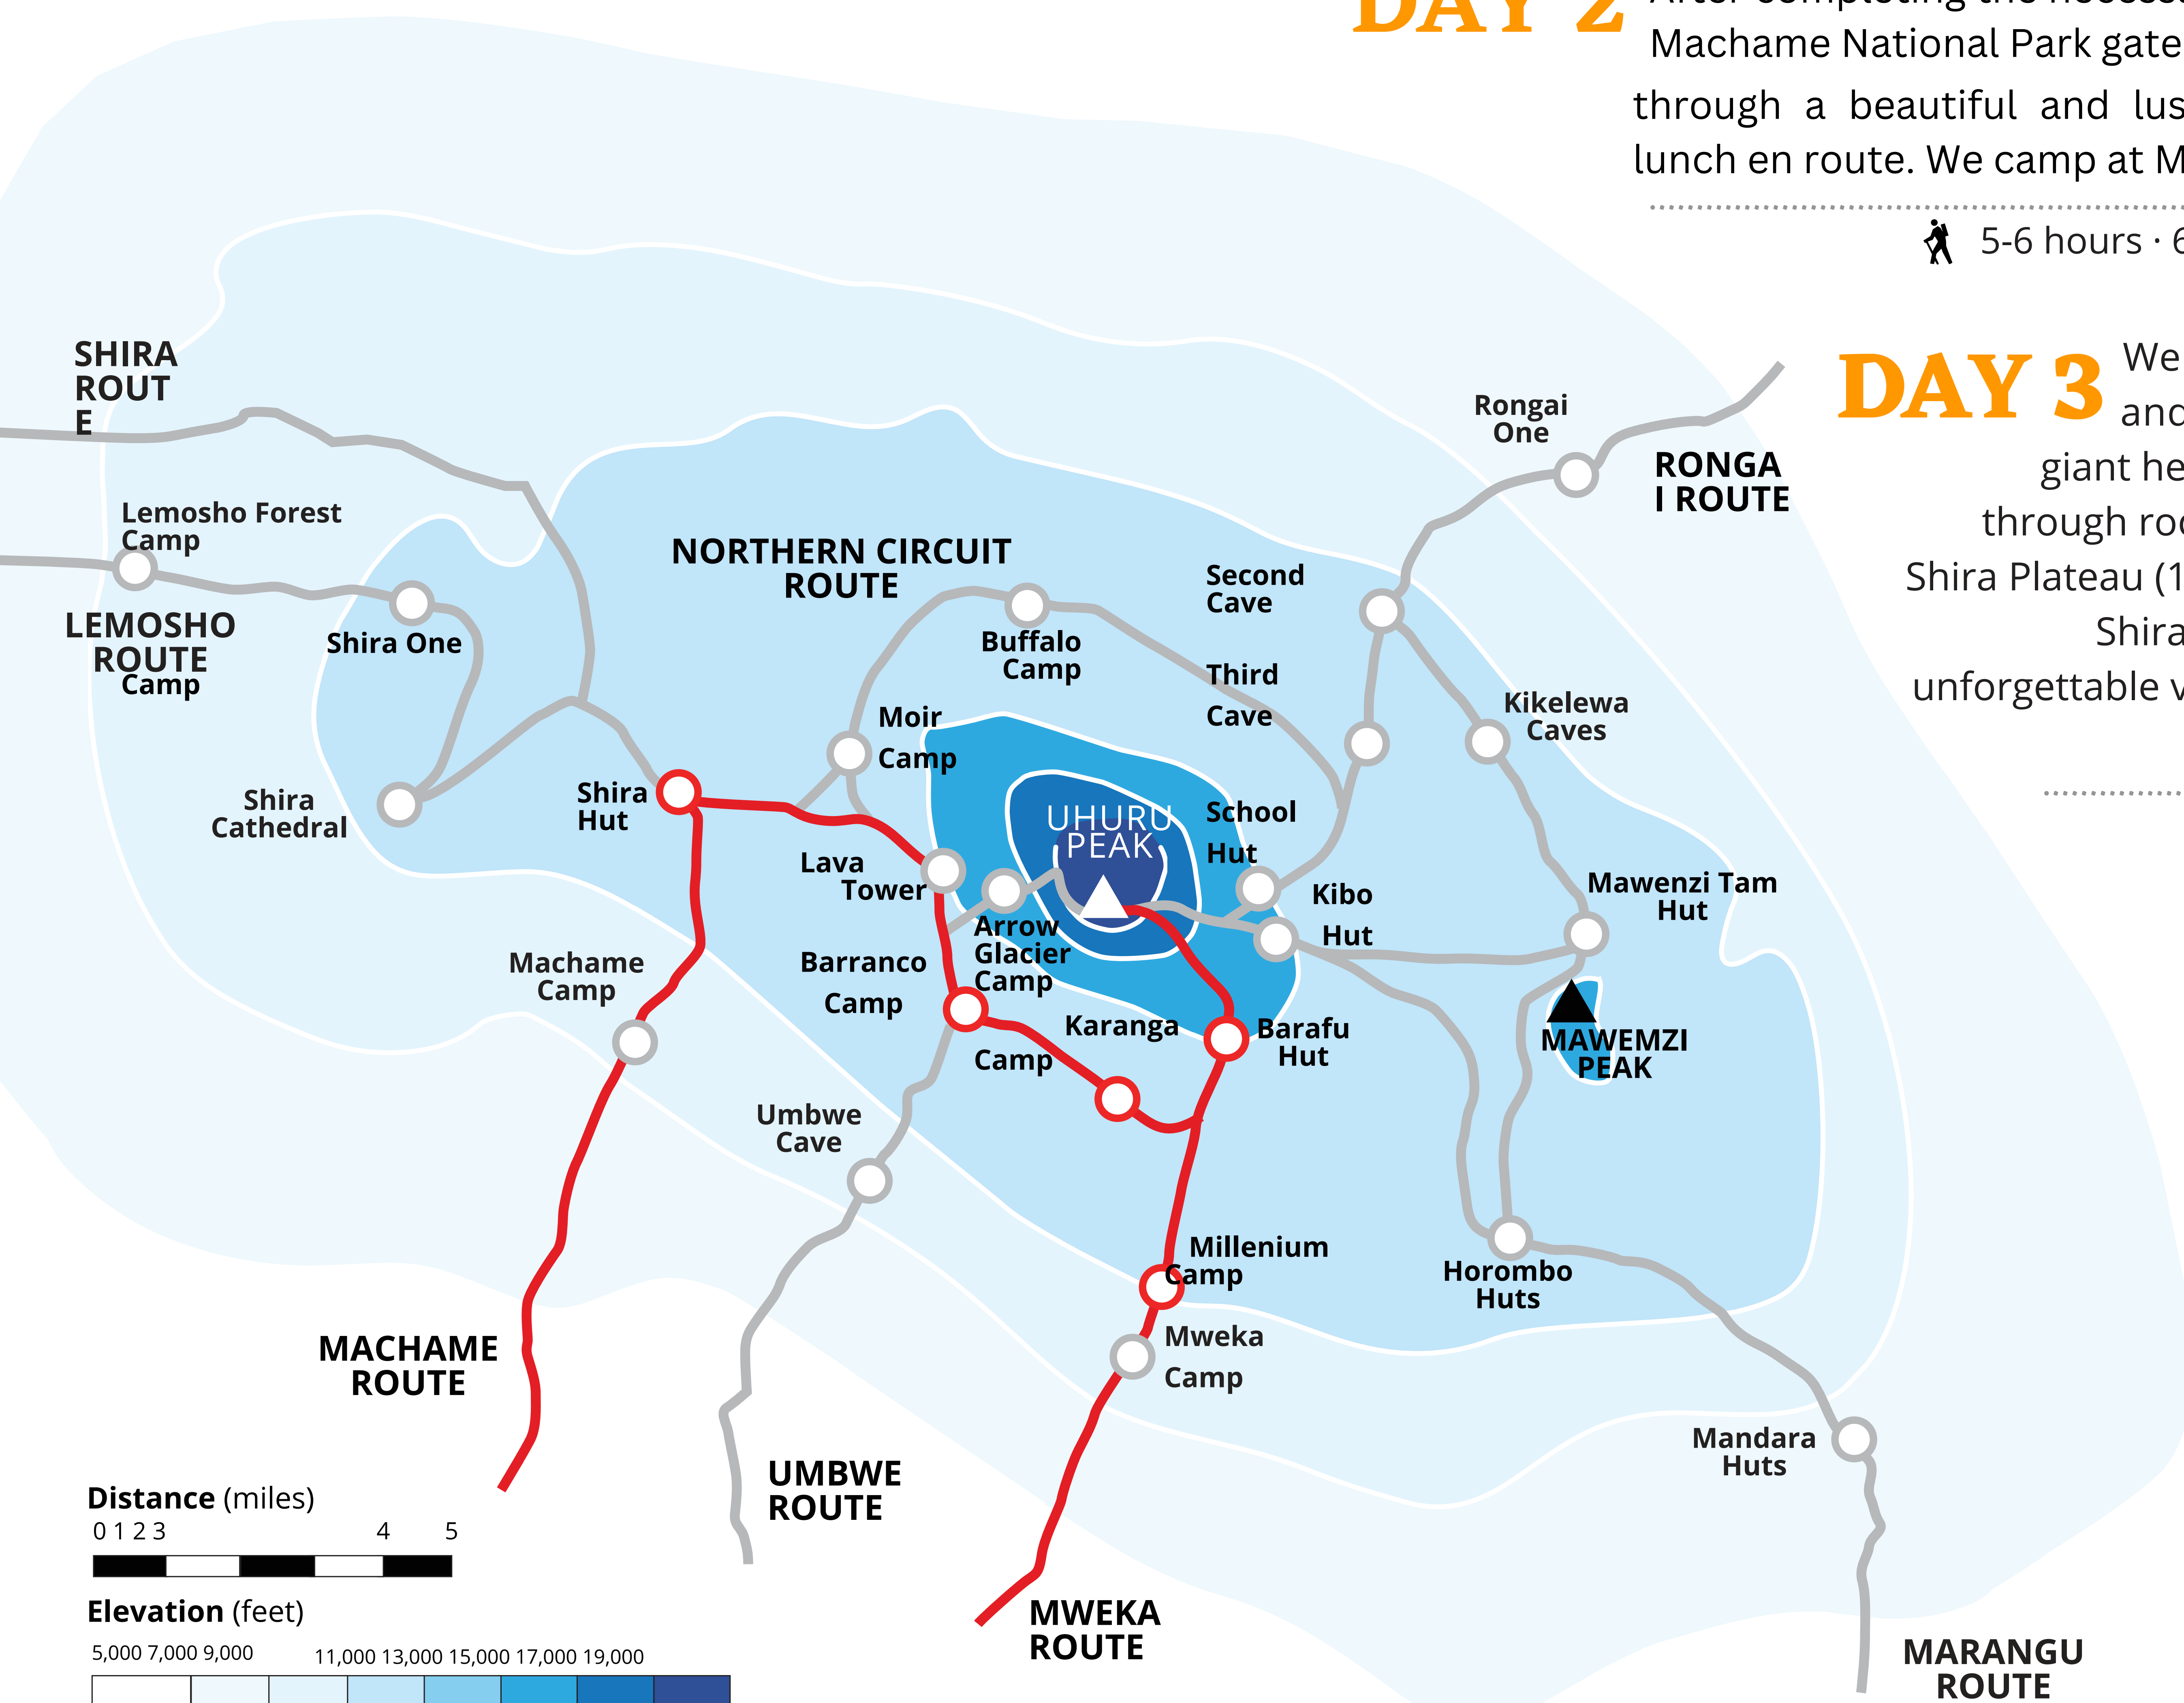 DAY 2
After completing the
Machame National Park gate
through a beautiful and
lunch en route. We camp at
5-6 hours ·
DAY 3
We
and
giant
through
Shira Plateau
Shira
unforgettable
SHIRA
ROUT
E
Lemosho Forest
Camp
LEMOSHO
ROUTE
Camp
Shira One
Shira
Cathedral
NORTHERN CIRCUIT
ROUTE
Buffalo
Camp
Moir
Camp
Shira
Hut
Second
Cave
Third
Cave
Rongai
One
RONGA
I ROUTE
Kikelewa
Caves
UHURU
PEAK
School
Hut
Kibo
Hut
Lava
Tower
Arrow
Glacier
Camp
Barranco
Camp
Machame
Camp
Karanga
Camp
Barafu
Hut
Mawenzi Tam
Hut
MAWEMZI
PEAK
Umbwe
Cave
Millenium
Camp
Mweka
Camp
Horombo
Huts
Mandara
Huts
MACHAME
ROUTE
UMBWE
ROUTE
MWEKA
ROUTE
MARANGU
ROUTE
Distance (miles)
0 1 2 3 4 5
Elevation (feet)
5,000 7,000 9,000 11,000 13,000 15,000 17,000 19,000